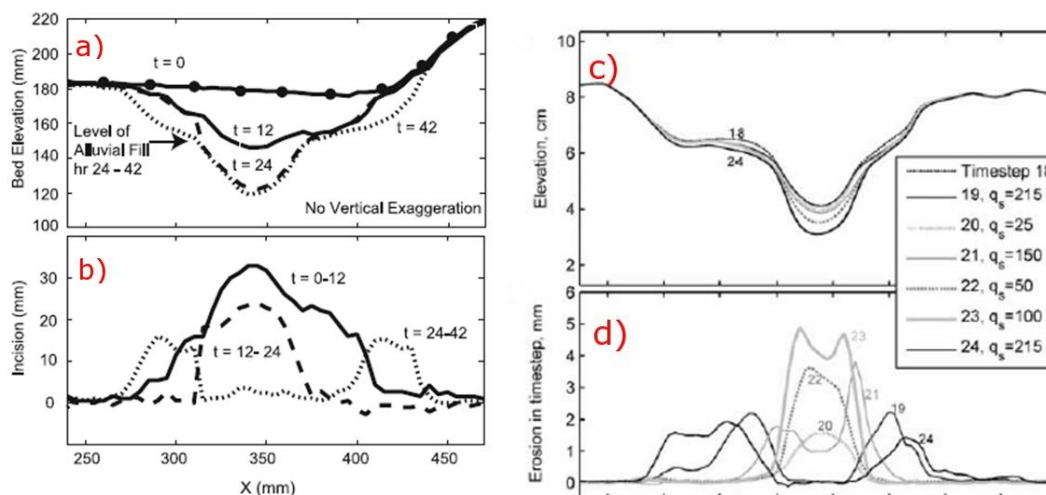 a)
220
200
180
160
140
120
100
Bed Elevation (mm)
t = 0
t = 12
t = 24
t = 42
Level of
Alluvial Fill
hr 24 - 42
No Vertical Exaggeration
b)
40
30
20
10
0
Incision (mm)
t = 0-12
t = 12-24
t = 24-42
250
300
350
400
450
X (mm)
c)
10
8
6
4
2
Elevation, cm
18
24
Timestep 18
19, qs=215
20, qs=25
21, qs=150
22, qs=50
23, qs=100
24, qs=215
d)
6
5
4
3
2
1
0
Erosion in timestep, mm
23
22
21
20
19
24